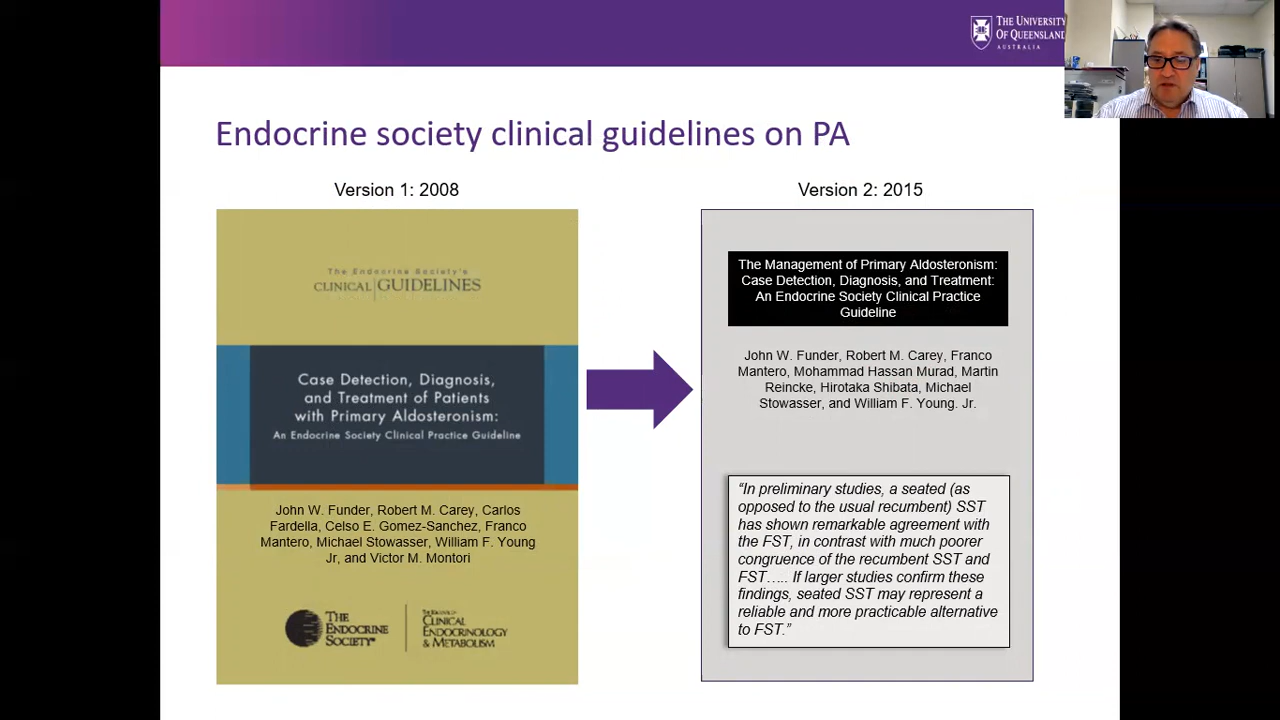 THE UNIVERSITY
OF QUEENSLAND
AUSTRALIA
Endocrine society clinical guidelines on PA
Version 1: 2008
The Endocrine Society's
CLINICAL GUIDELINES
Case Detection, Diagnosis,
and Treatment of Patients
with Primary Aldosteronism:
An Endocrine Society Clinical Practice Guideline
John W. Funder, Robert M. Carey, Carlos
Fardella, Celso E. Gomez-Sanchez, Franco
Mantero, Michael Stowasser, William F. Young
Jr, and Victor M. Montori
THE
ENDOCRINE
SOCIETY
CLINICAL
ENDOCRINOLOGY
& METABOLISM
Version 2: 2015
The Management of Primary Aldosteronism:
Case Detection, Diagnosis, and Treatment:
An Endocrine Society Clinical Practice
Guideline
John W. Funder, Robert M. Carey, Franco
Mantero, Mohammad Hassan Murad, Martin
Reincke, Hirotaka Shibata, Michael
Stowasser, and William F. Young. Jr.
“In preliminary studies, a seated (as
opposed to the usual recumbent) SST
has shown remarkable agreement with
the FST, in contrast with much poorer
congruence of the recumbent SST and
FST….. If larger studies confirm these
findings, seated SST may represent a
reliable and more practicable alternative
to FST.”